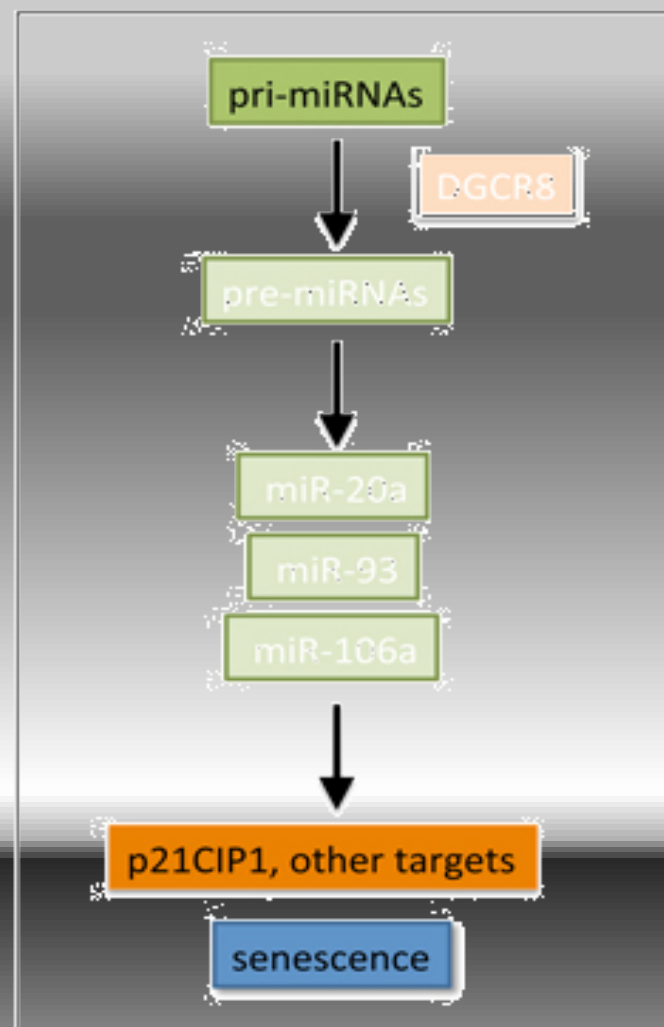 pri-miRNAs
DGCR8
pre-miRNAs
miR-20a
miR-93
miR-106a
p21CIP1, other targets
senescence